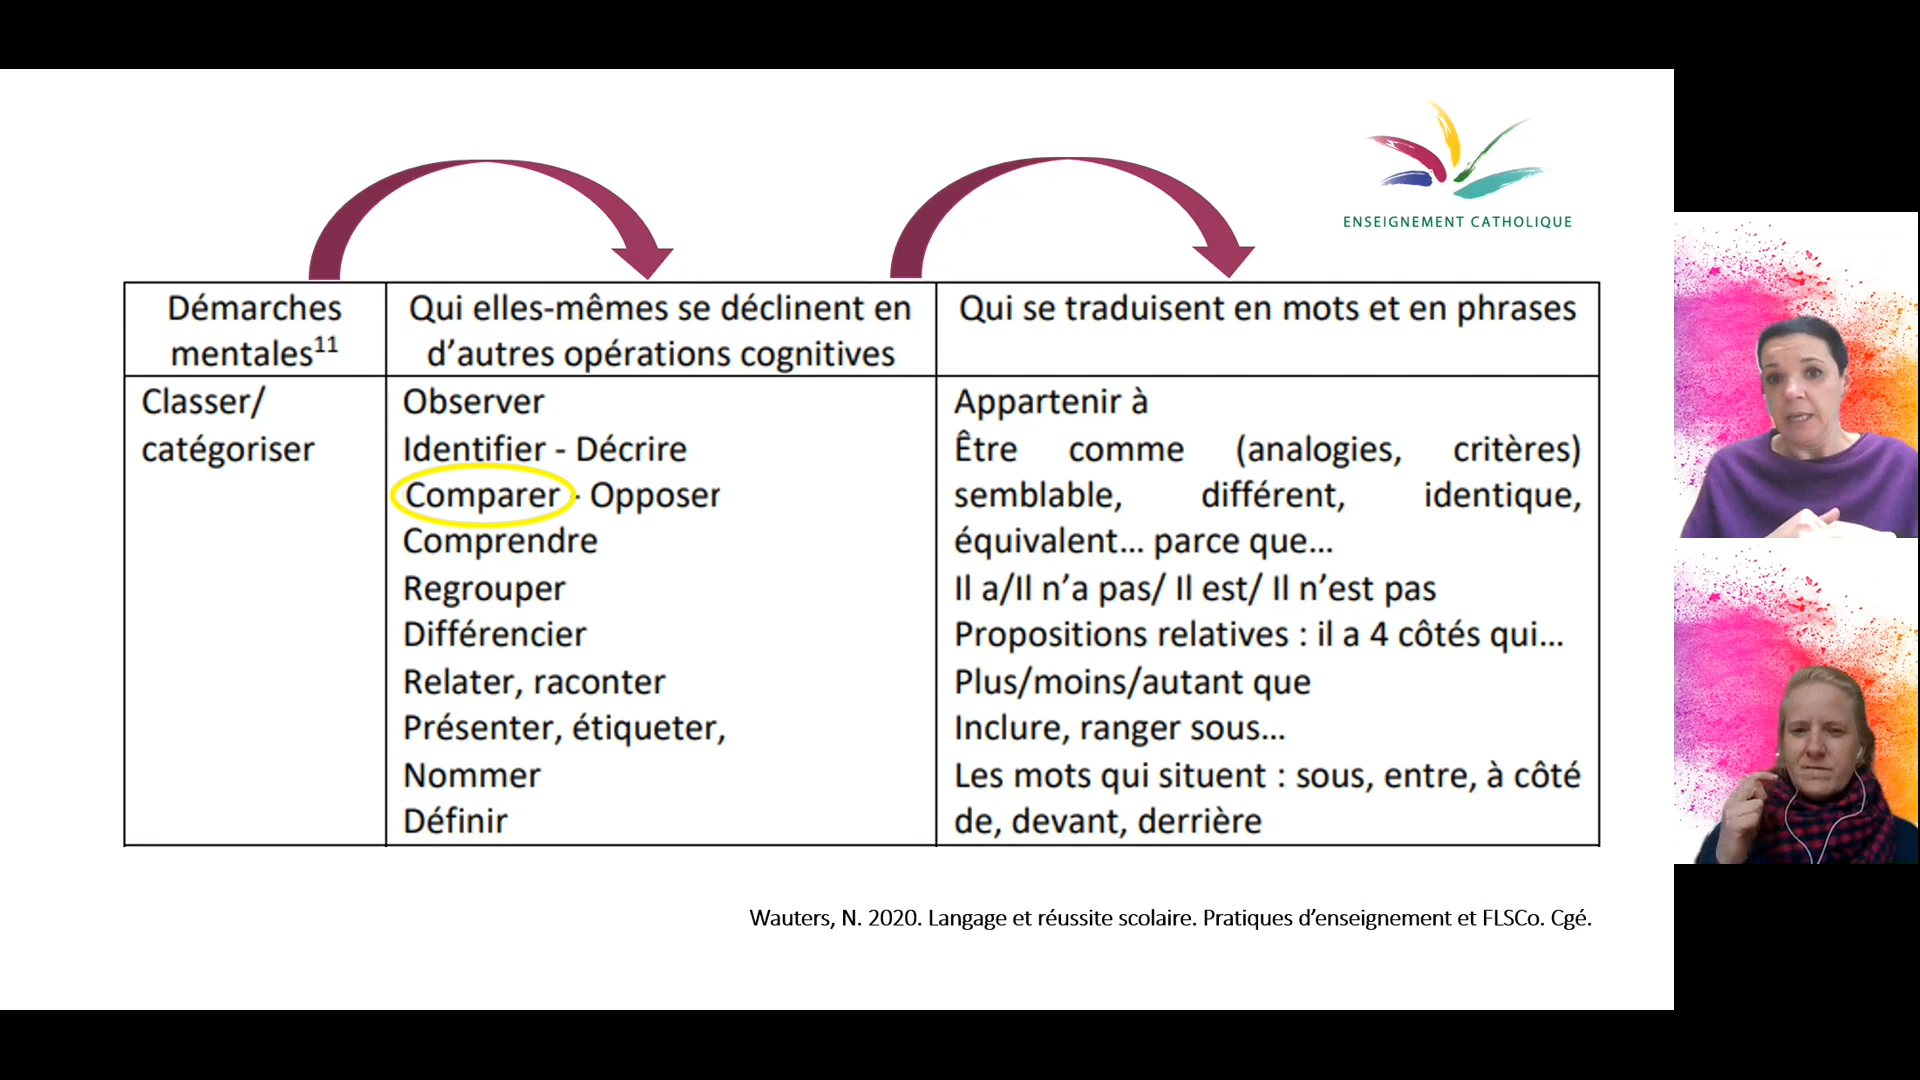 ENSEIGNEMENT CATHOLIQUE
Démarches
mentales11
Qui elles-mêmes se déclinent en
d’autres opérations cognitives
Qui se traduisent en mots et en phrases
Classer/
catégoriser
Observer
Identifier - Décrire
Comparer - Opposer
Comprendre
Regrouper
Différencier
Relater, raconter
Présenter, étiqueter,
Nommer
Définir
Appartenir à
Être comme (analogies, critères)
semblable, différent, identique,
équivalent... parce que...
Il a/Il n’a pas/ Il est/ Il n’est pas
Propositions relatives : il a 4 côtés qui...
Plus/moins/autant que
Inclure, ranger sous...
Les mots qui situent : sous, entre, à côté
de, devant, derrière
Wauters, N. 2020. Langage et réussite scolaire. Pratiques d’enseignement et FLSCo. Cgé.